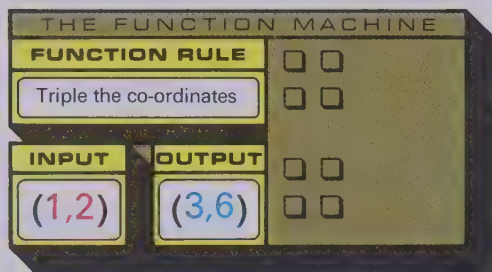 THE FUNCTION MACHINE
FUNCTION RULE
Triple the co-ordinates
INPUT OUTPUT
(1,2) (3,6)